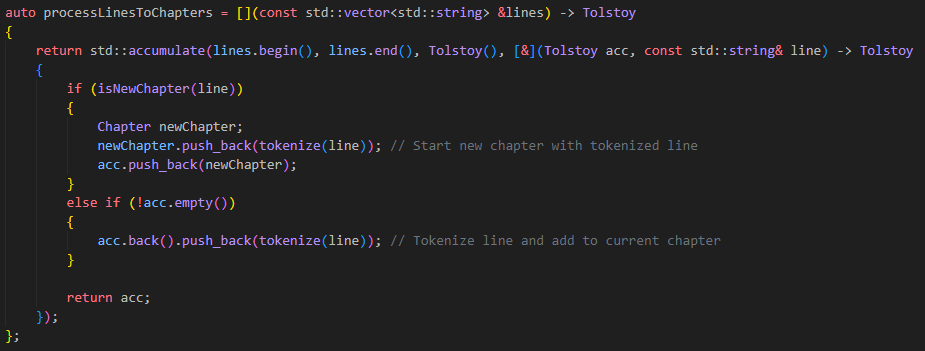 auto processLinesToChapters = [](const std::vector<std::string> &lines) -> Tolstoy
{
    return std::accumulate(lines.begin(), lines.end(), Tolstoy(), [&](Tolstoy acc, const std::string& line) -> Tolstoy
    {
        if (isNewChapter(line))
        {
            Chapter newChapter;
            newChapter.push_back(tokenize(line)); // Start new chapter with tokenized line
            acc.push_back(newChapter);
        }
        else if (!acc.empty())
        {
            acc.back().push_back(tokenize(line)); // Tokenize line and add to current chapter
        }

        return acc;
    });
};